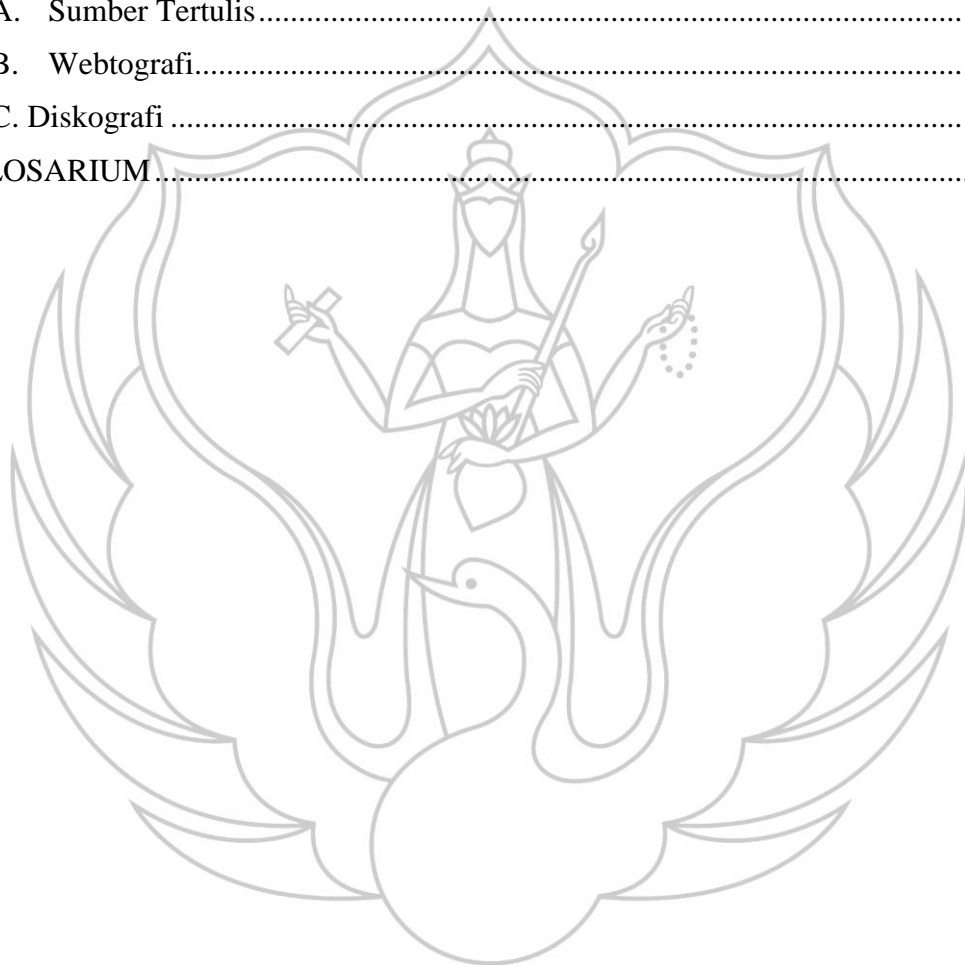 A. Sumber Tertulis................................................................................................
B. Webtografi................................................................................................
C. Diskografi ................................................................................................
LOSARIUM................................................................................................